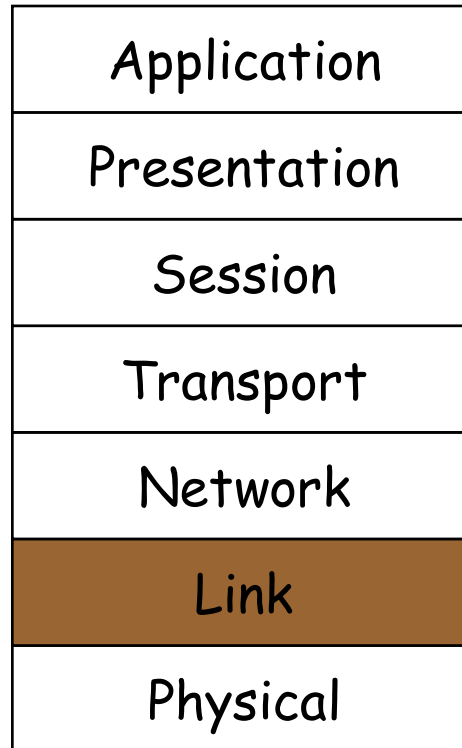 Application
Presentation
Session
Transport
Network
Link
Physical